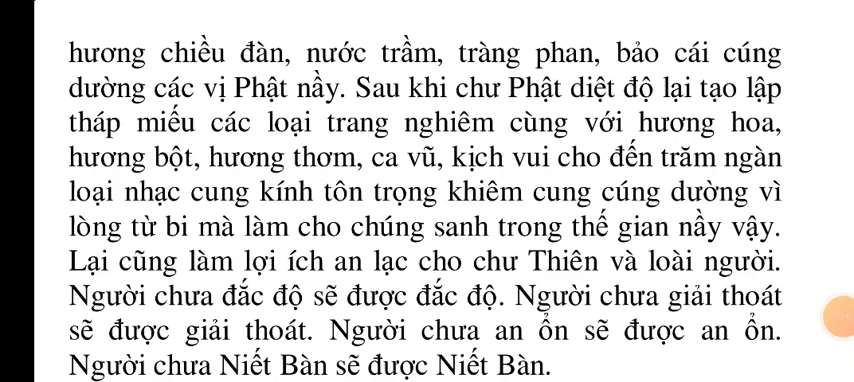 hương chiều đàn, nước trầm, tràng phan, bảo cái cúng
dường các vị Phật nầy. Sau khi chư Phật diệt độ lại tạo lập
tháp miếu các loại trang nghiêm cùng với hương hoa,
hương bột, hương thơm, ca vũ, kịch vui cho đến trăm ngàn
loại nhạc cung kính tôn trọng khiêm cung cúng dường vì
lòng từ bi mà làm cho chúng sanh trong thế gian nầy vậy.
Lại cũng làm lợi ích an lạc cho chư Thiên và loài người.
Người chưa đắc độ sẽ được đắc độ. Người chưa giải thoát
sẽ được giải thoát. Người chưa an ổn sẽ được an ổn.
Người chưa Niết Bàn sẽ được Niết Bàn.